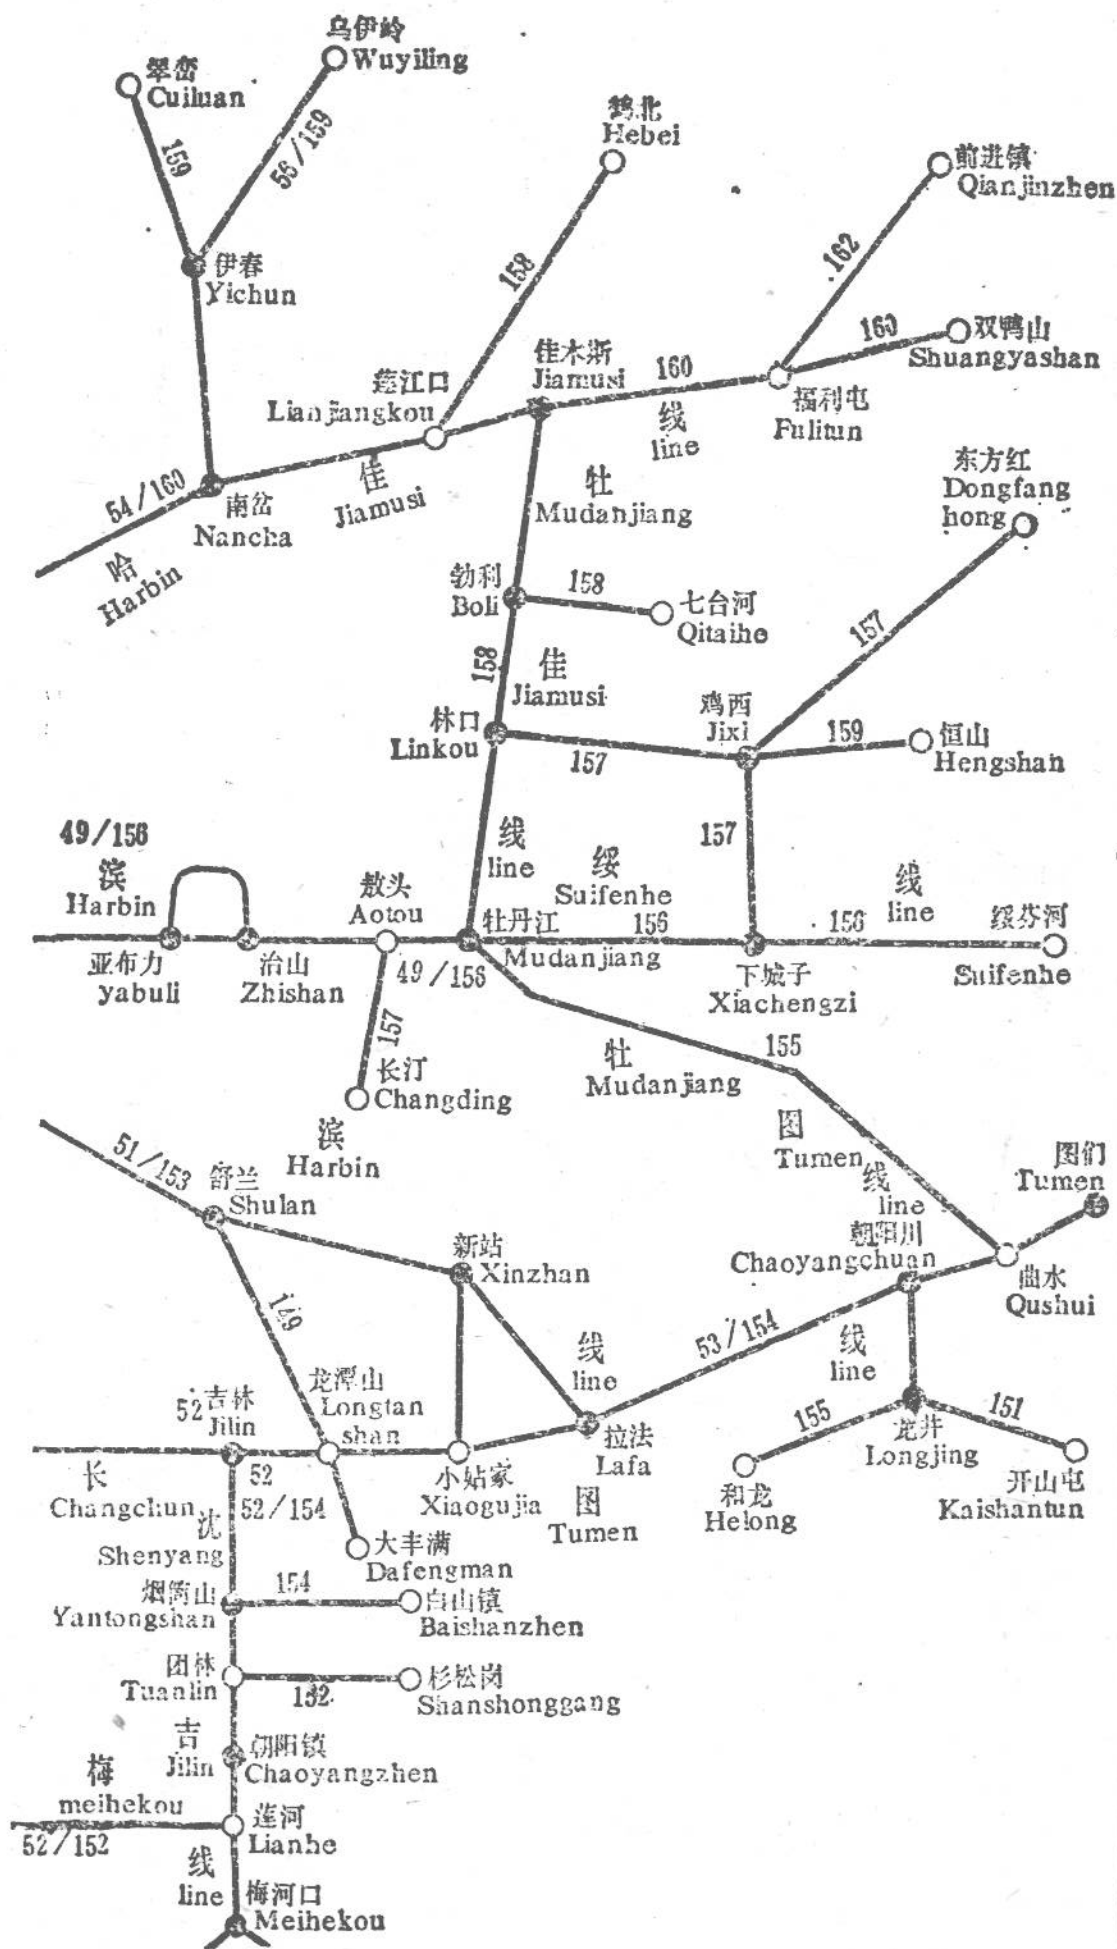 乌伊岭
Wuyiling
翠峦
Cuiluan
159
56/159
鹤北
Hebei
前进镇
Qianjinzhen
伊春
Yichun
158
162
160
双鸭山
Shuangyashan
佳木斯
Jiamusi
160
莲江口
Lianjiangkou
线
line
福利屯
Fulitun
54/160
南岔
Nancha
佳
Jiamusi
牡
Mudanjiang
东方红
Dongfang
hong
哈
Harbin
勃利
Boli
158
七台河
Qitaihe
157
158
佳
Jiamusi
林口
Linkou
鸡西
Jixi
157
159
恒山
Hengshan
49/156
滨
Harbin
线
line
绥
Suifenhe
157
线
line
敖头
Aotou
牡丹江
Mudanjiang
156
156
绥芬河
Suifenhe
亚布力
yabuli
治山
Zhishan
49/156
下城子
Xiachengzi
157
长汀
Changding
牡
Mudanjiang
155
滨
Harbin
图
Tumen
线
line
图们
Tumen
51/153
舒兰
Shulan
新站
Xinzhan
朝阳川
Chaoyangchuan
曲水
Qushui
149
线
line
53/154
线
line
52
吉林
Jilin
龙潭山
Longtan
shan
拉法
Lafa
155
龙井
Longjing
151
长
Changchun
52
52/154
小姑家
Xiaogujia
图
Tumen
和龙
Helong
开山屯
Kaishantun
沈
Shenyang
大丰满
Dafengman
烟筒山
Yantongshan
154
白山镇
Baishanzhen
团林
Tuanlin
152
杉松岗
Shanshonggang
吉
Jilin
朝阳镇
Chaoyangzhen
梅
meihekou
52/152
莲河
Lianhe
线
line
梅河口
Meihekou